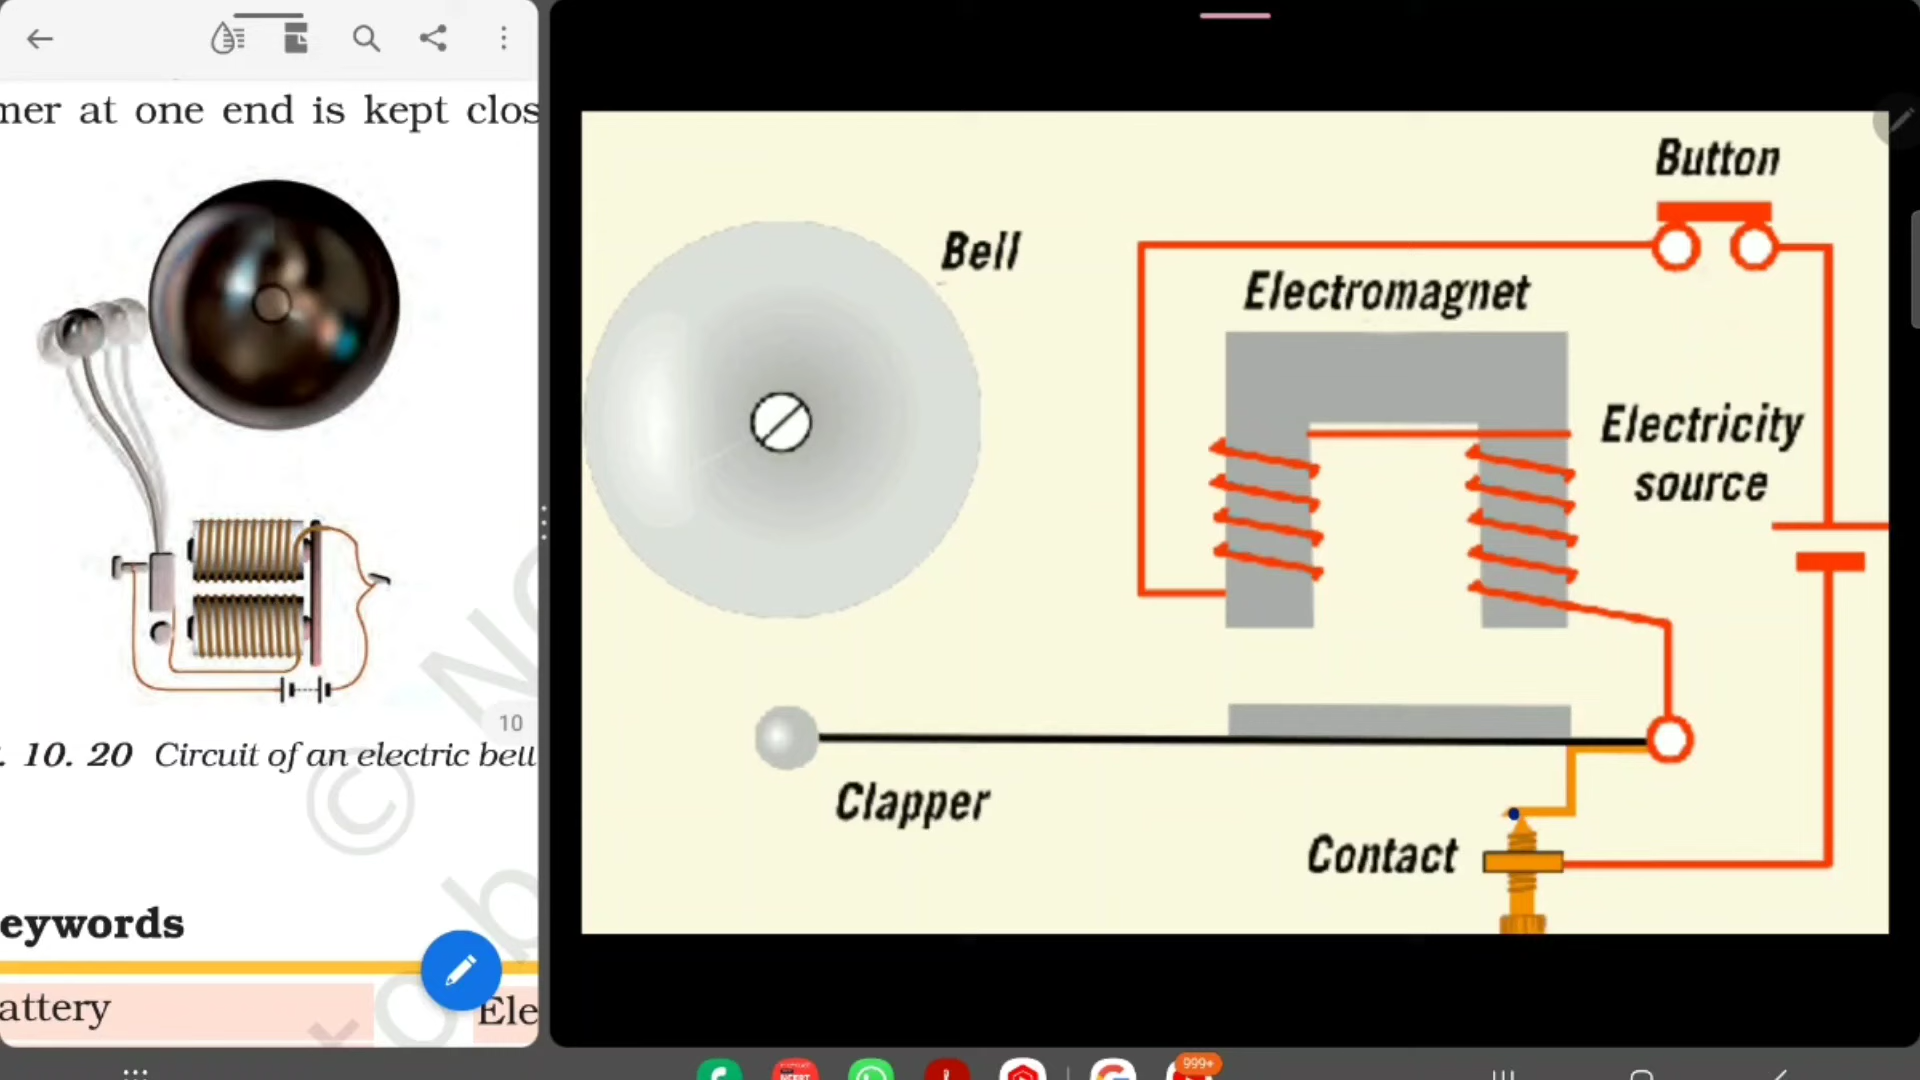 mer at one end is kept clos
10
. 10. 20 Circuit of an electric bell
eywords
attery
Ele
Button
Bell
Electromagnet
Electricity
source
Clapper
Contact
999+